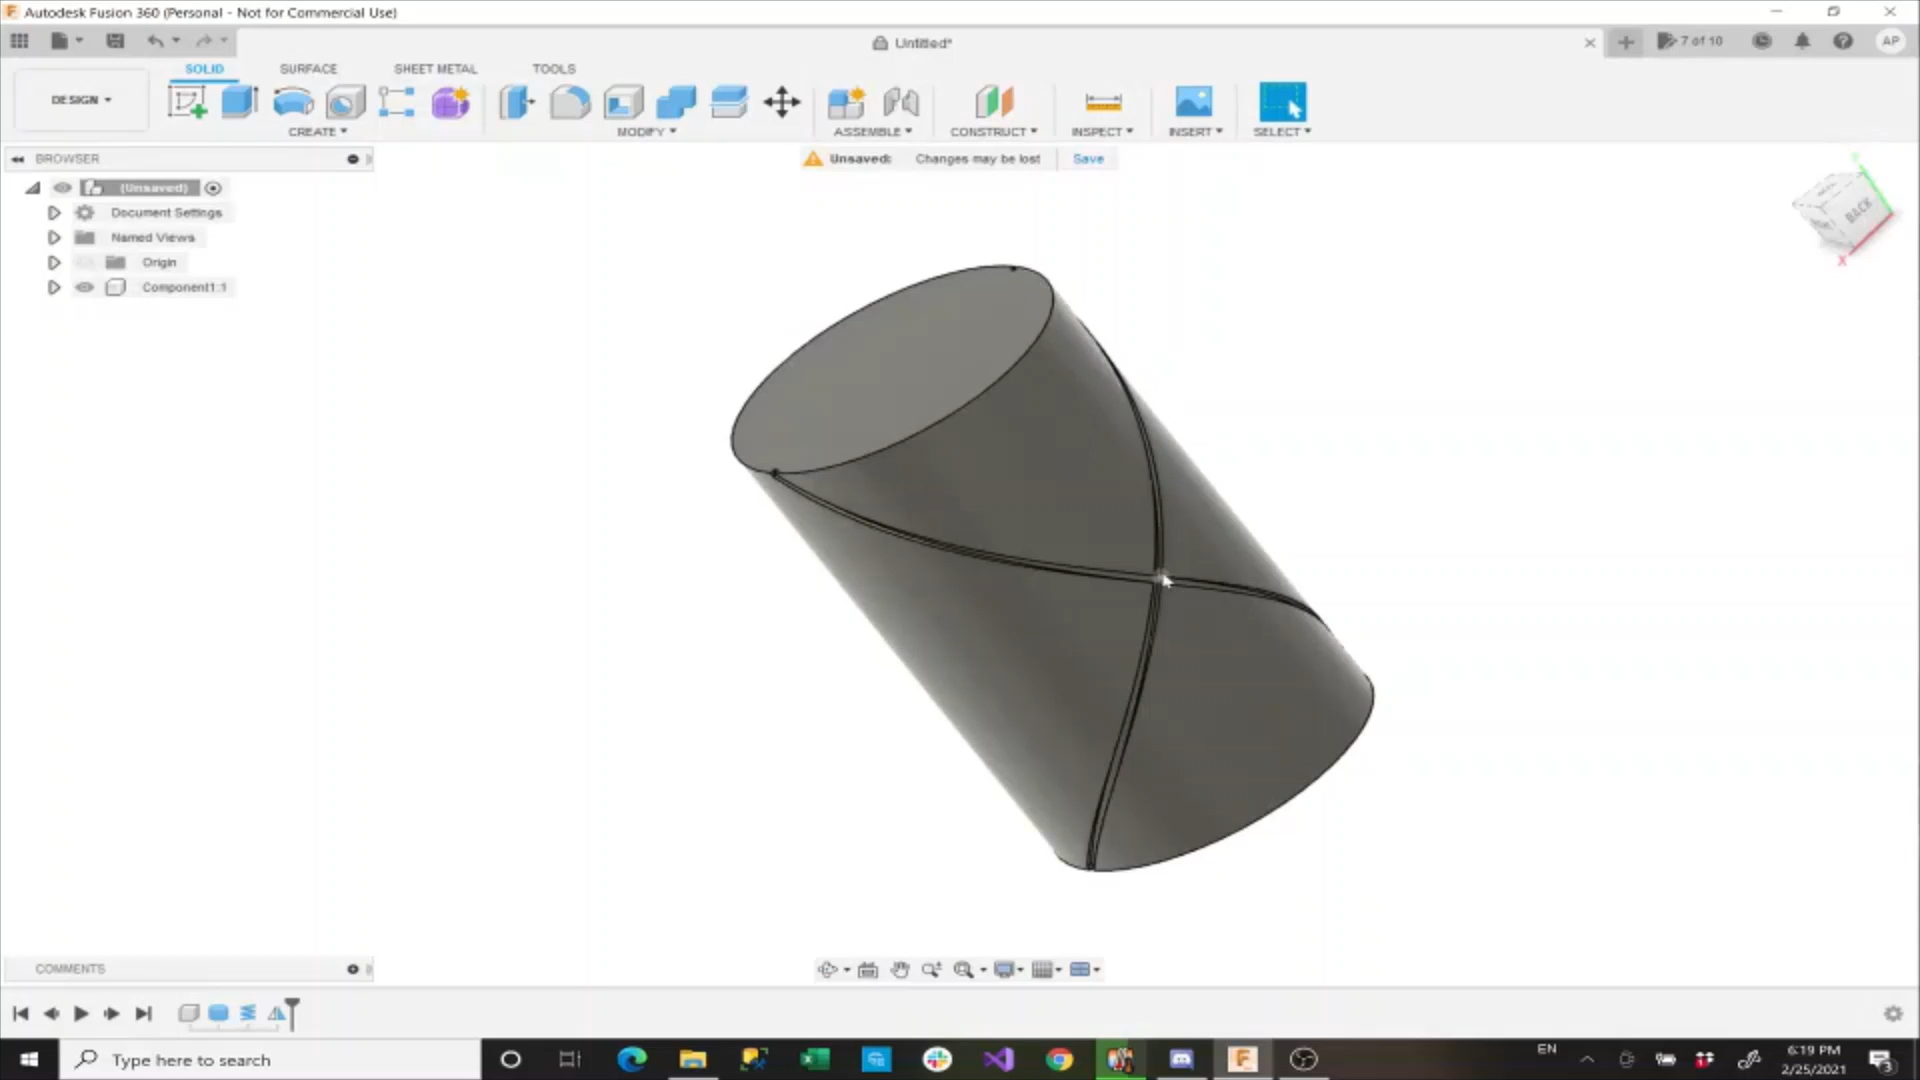 Autodesk Fusion 360 (Personal - Not for Commercial Use)
Untitled*
7 of 10
AP
SOLID SURFACE SHEET METAL TOOLS
DESIGN
CREATE MODIFY ASSEMBLE CONSTRUCT INSPECT INSERT SELECT
BROWSER
Unsaved: Changes may be lost Save
(Unsaved)
Document Settings
Named Views
Origin
Component1:1
BACK
X
COMMENTS
Type here to search
EN
6:19 PM
2/25/2021
3